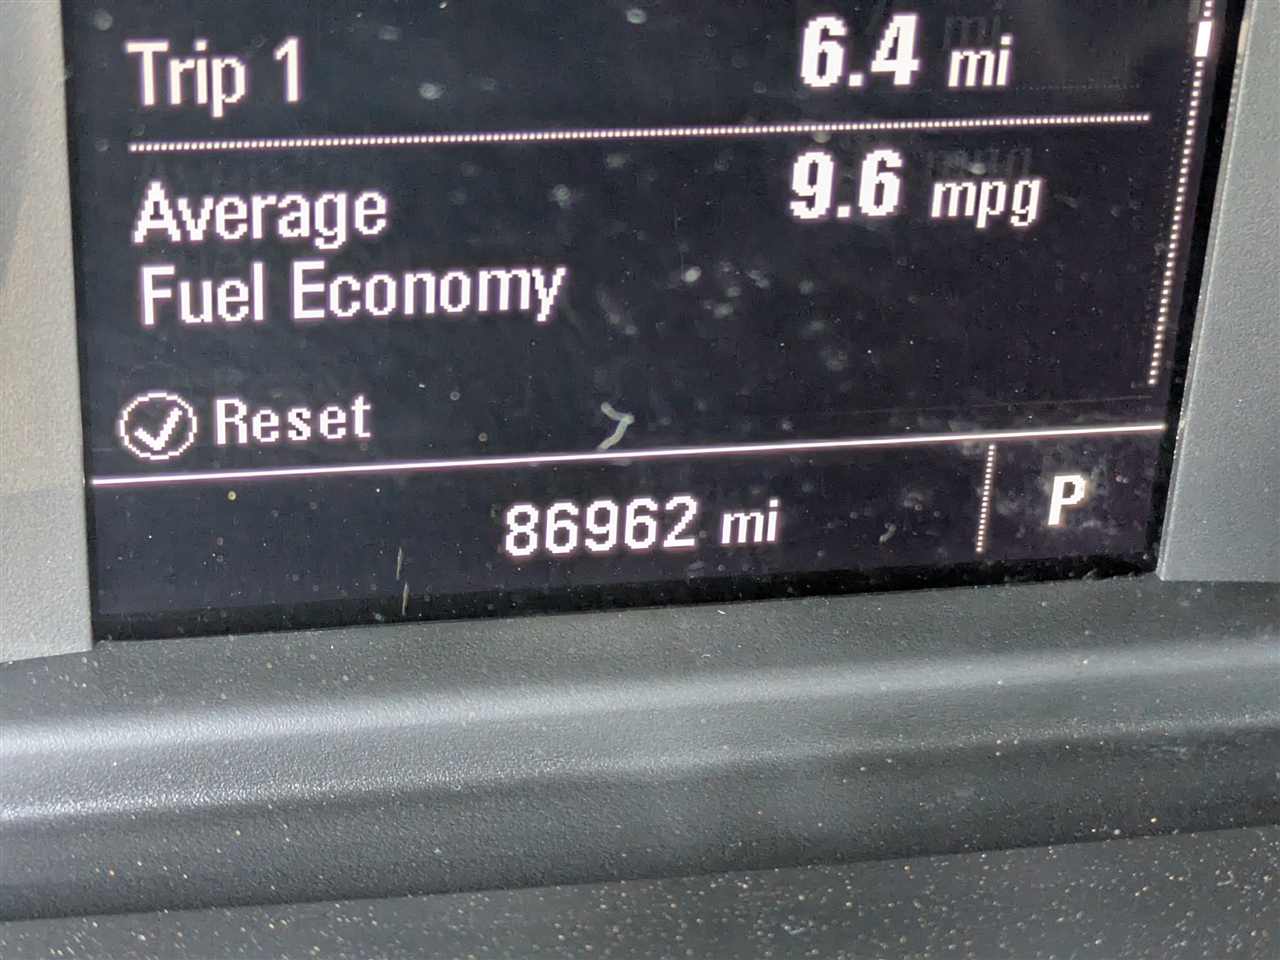 Trip 1 6.4 mi
Average 9.6 mpg
Fuel Economy
Reset
86962 mi P